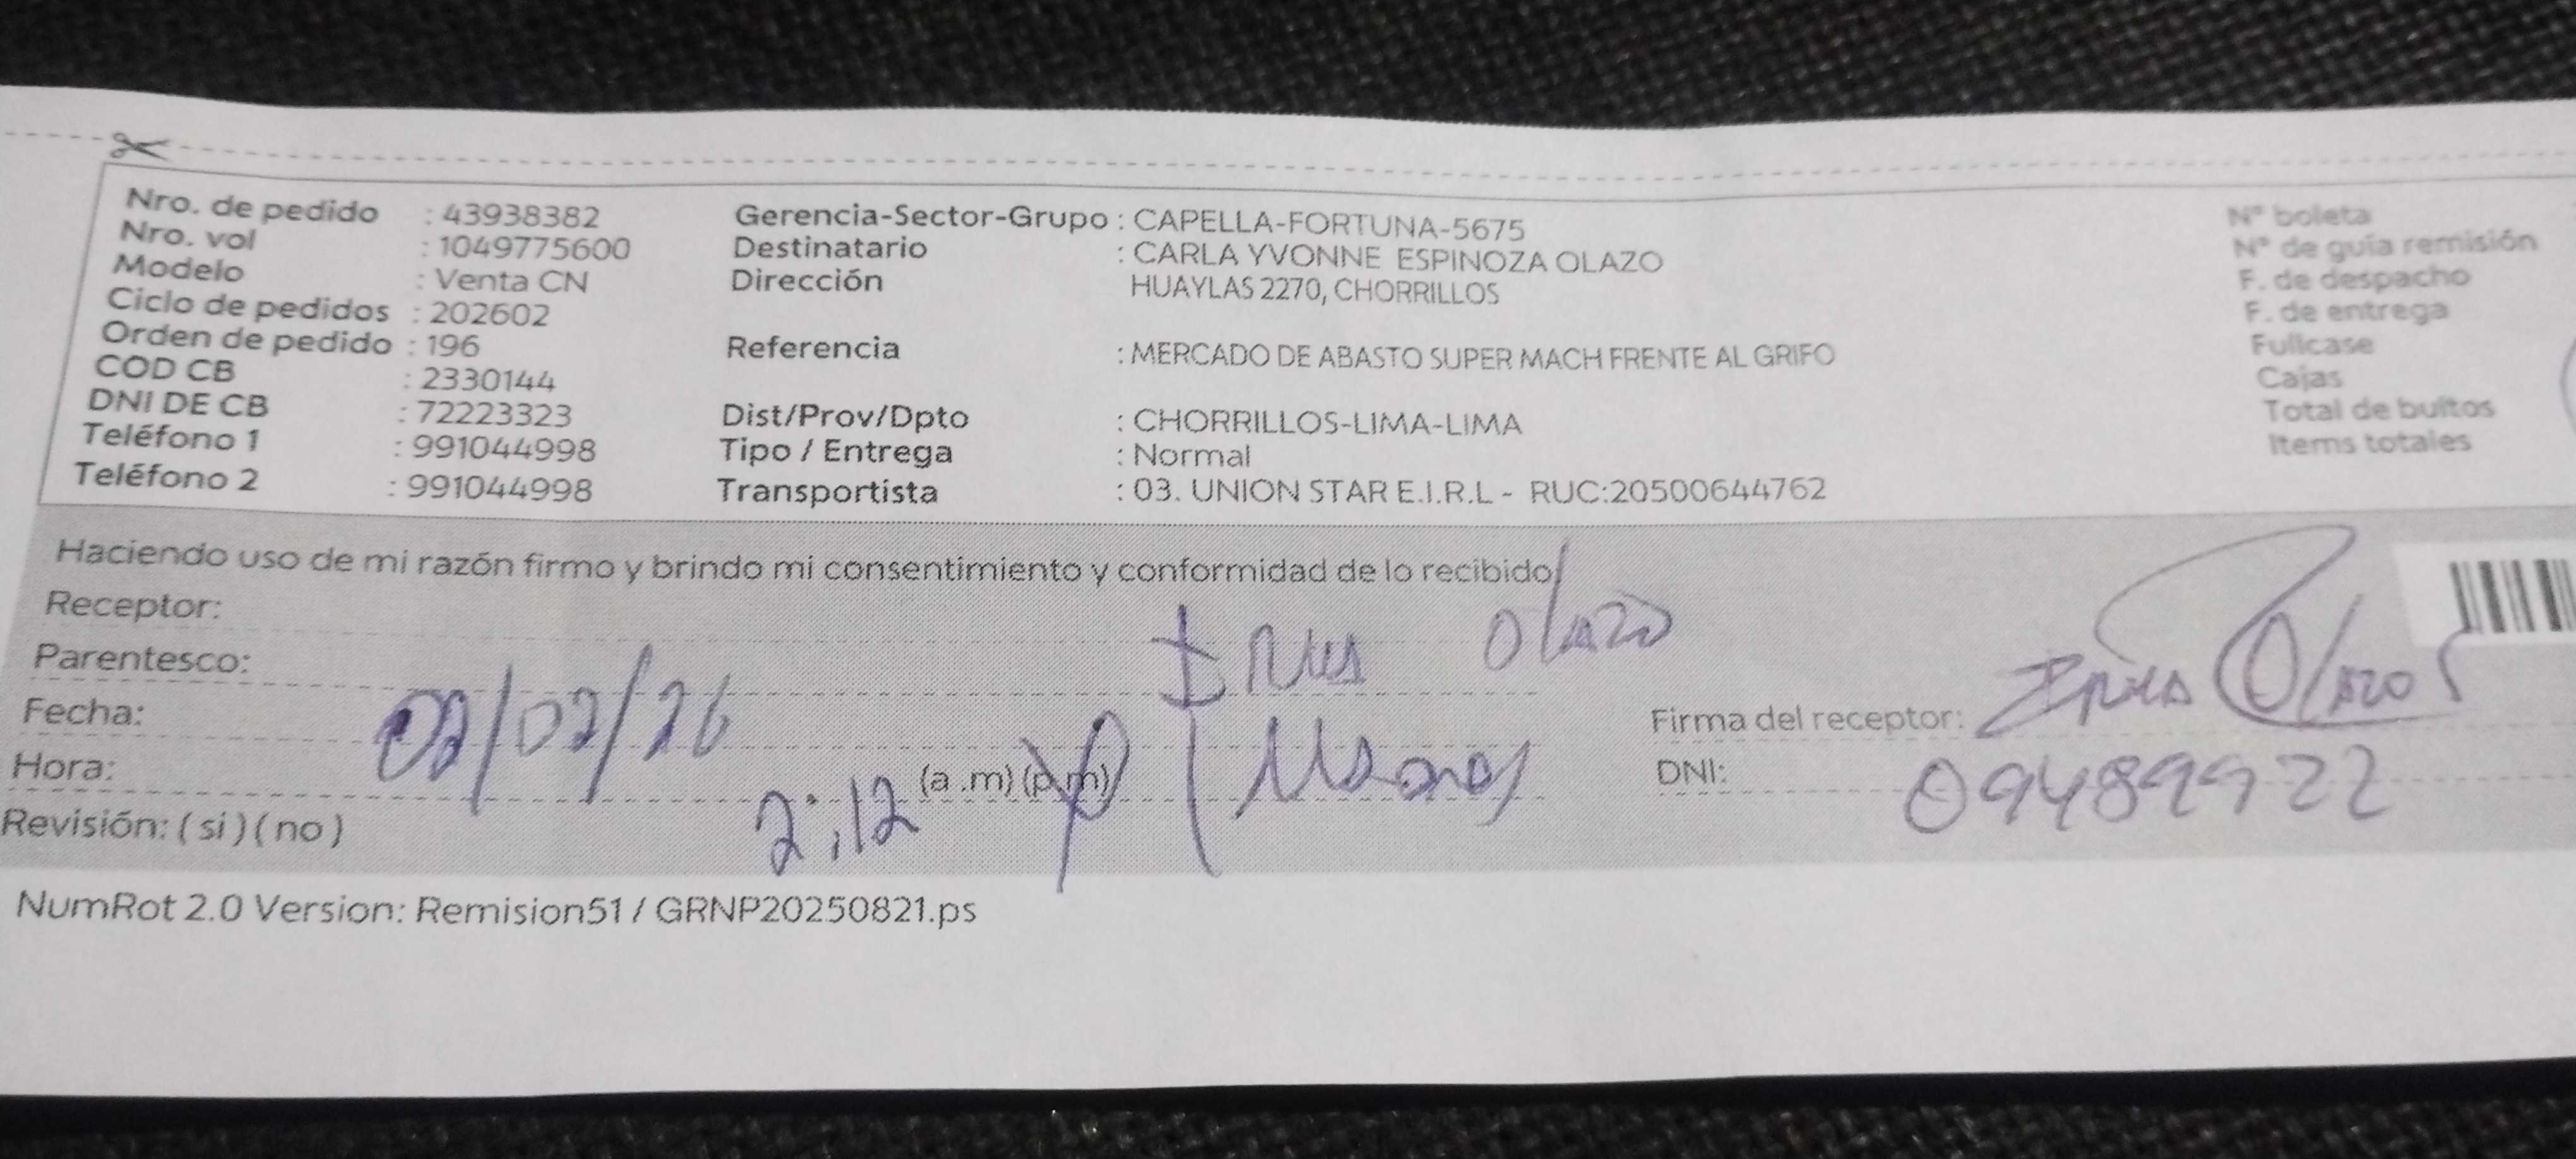 Nro. de pedido : 43938382
Nro. vol : 1049775600
Modelo : Venta CN
Ciclo de pedidos : 202602
Orden de pedido : 196
COD CB : 2330144
DNI DE CB : 72223323
Teléfono 1 : 991044998
Teléfono 2 : 991044998
Gerencia-Sector-Grupo : CAPELLA-FORTUNA-5675
Destinatario : CARLA YVONNE ESPINOZA OLAZO
Dirección HUAYLAS 2270, CHORRILLOS
Referencia : MERCADO DE ABASTO SUPER MACH FRENTE AL GRIFO
Dist/Prov/Dpto : CHORRILLOS-LIMA-LIMA
Tipo / Entrega : Normal
Transportista : 03. UNION STAR E.I.R.L - RUC:20500644762
N° boleta
N° de guía remisión
F. de despacho
F. de entrega
Fullcase
Cajas
Total de bultos
Items totales
Haciendo uso de mi razón firmo y brindo mi consentimiento y conformidad de lo recibido
Receptor: Olazo
Parentesco:
Fecha: 02/02/26
Hora: 2:12 (a .m) (p.m)
Revisión: ( si ) ( no )
Firma del receptor: Olazo
DNI: 09489922
NumRot 2.0 Version: Remision51 / GRNP20250821.ps